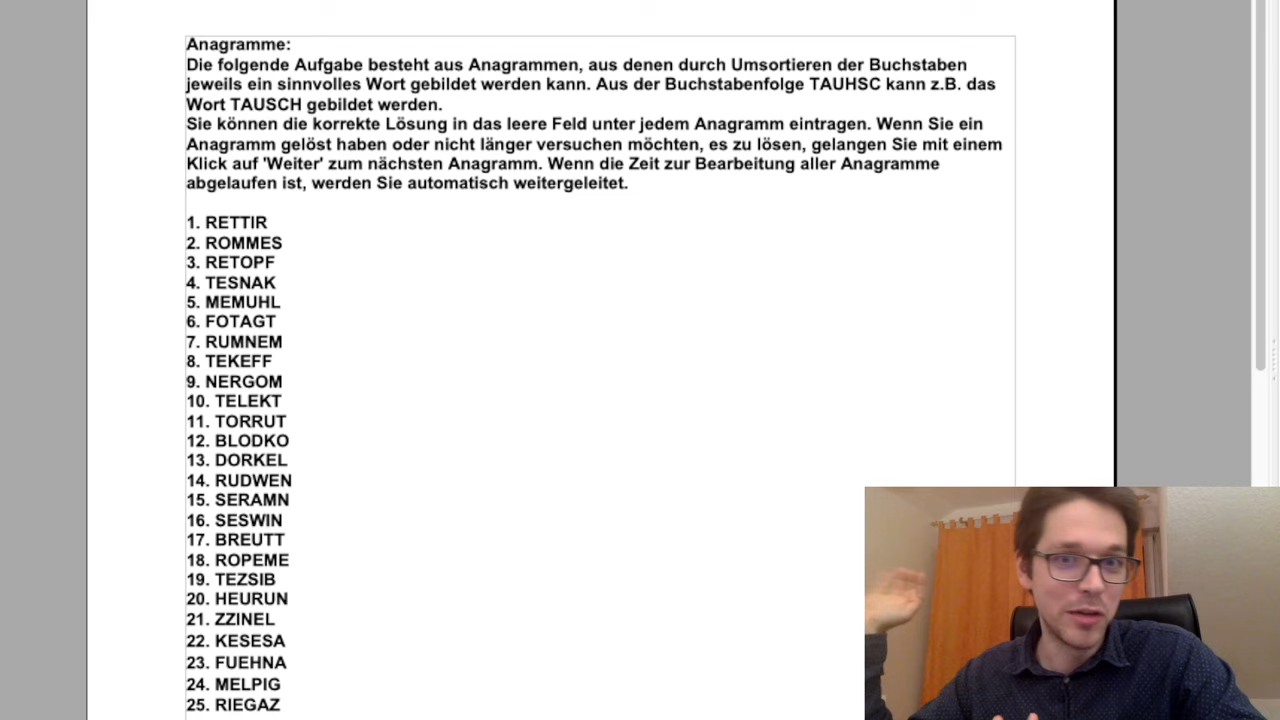 Anagramme:
Die folgende Aufgabe besteht aus Anagrammen, aus denen durch Umsortieren der Buchstaben
jeweils ein sinnvolles Wort gebildet werden kann. Aus der Buchstabenfolge TAUHSC kann z.B. das
Wort TAUSCH gebildet werden.
Sie können die korrekte Lösung in das leere Feld unter jedem Anagramm eintragen. Wenn Sie ein
Anagramm gelöst haben oder nicht länger versuchen möchten, es zu lösen, gelangen Sie mit einem
Klick auf 'Weiter' zum nächsten Anagramm. Wenn die Zeit zur Bearbeitung aller Anagramme
abgelaufen ist, werden Sie automatisch weitergeleitet.
1. RETTIR
2. ROMMES
3. RETOPF
4. TESNAK
5. MEMUHL
6. FOTAGT
7. RUMNEM
8. TEKEFF
9. NERGOM
10. TELEKT
11. TORRUT
12. BLODKO
13. DORKEL
14. RUDWEN
15. SERAMN
16. SESWIN
17. BREUTT
18. ROPEME
19. TEZSIB
20. HEURUN
21. ZZINEL
22. KESESA
23. FUEHNA
24. MELPIG
25. RIEGAZ